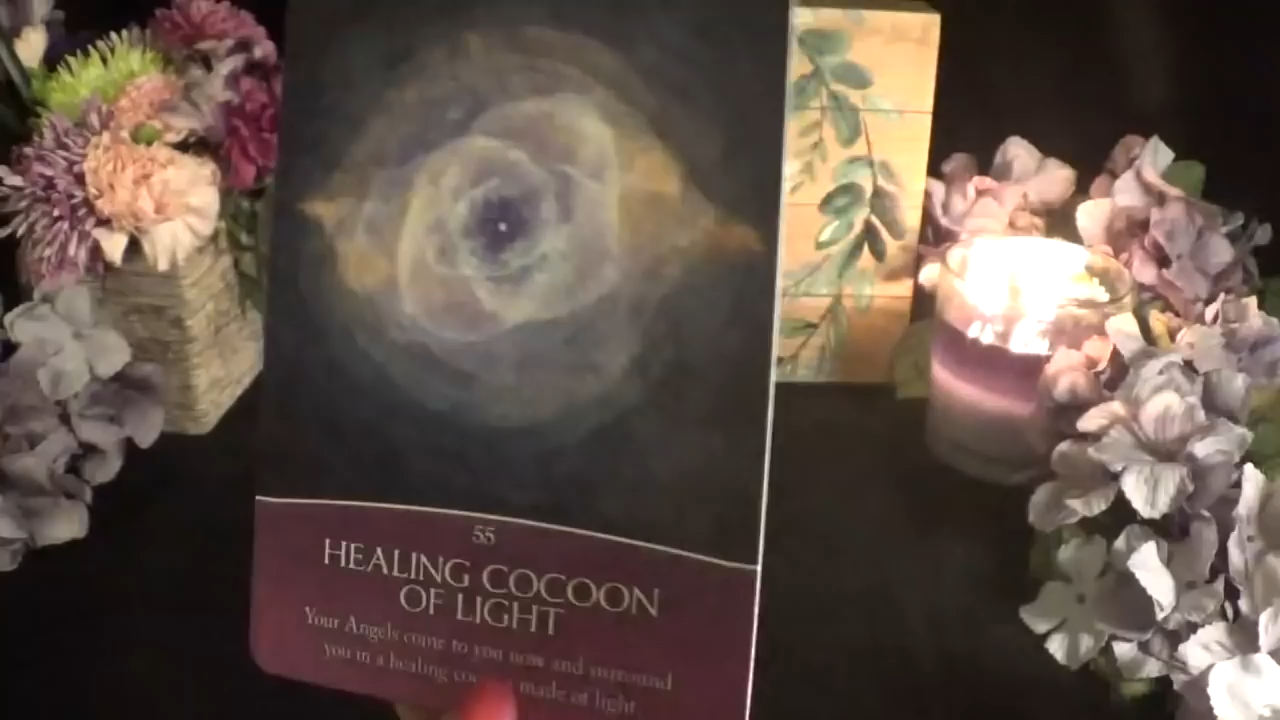 55
HEALING COCOON
OF LIGHT
Your Angels come to you now and surround
you in a healing made of light